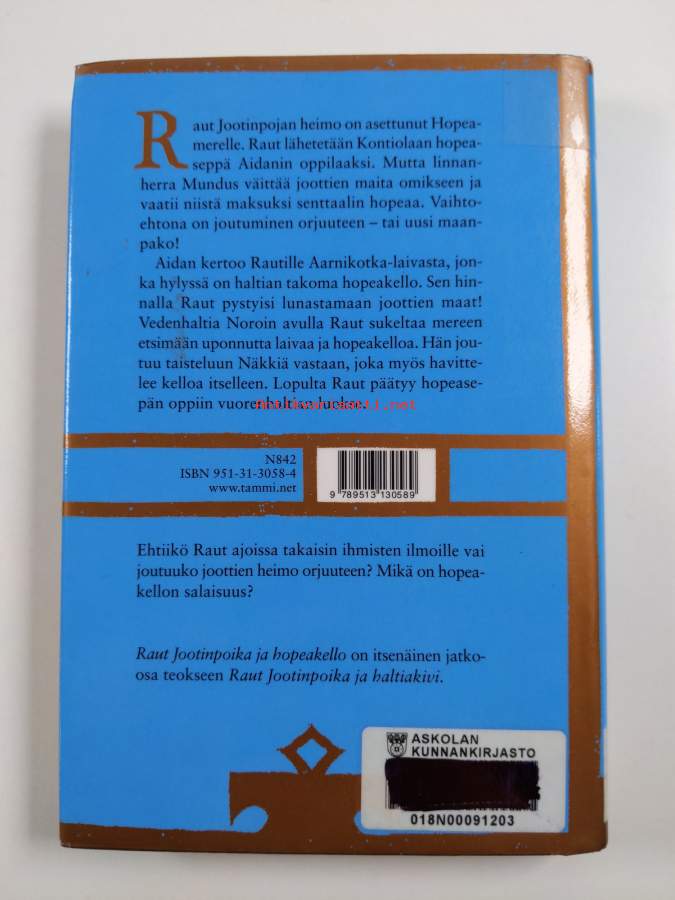 Raut Jootinpojan heimo on asettunut Hopea-
merelle. Raut lähetetään Kontiolaan hopea-
seppä Aidanin oppilaaksi. Mutta linnan-
herra Mundus väittää joottien maita omikseen ja
vaatii niistä maksuksi senttaalin hopeaa. Vaihto-
ehtona on joutuminen orjuuteen – tai uusi maan-
pako!
Aidan kertoo Rautille Aarnikotka-laivasta, jon-
ka hylyssä on haltian takoma hopeakello. Sen hin-
nalla Raut pystyisi lunastamaan joottien maat!
Vedenhaltia Noroin avulla Raut sukeltaa mereen
etsimään uponnutta laivaa ja hopeakelloa. Hän jou-
tuu taisteluun Näkkiä vastaan, joka myös havitte-
lee kelloa itselleen. Lopulta Raut päätyy hopease-
pän oppiin vuorenhaltian luokse.
N842
ISBN 951-31-3058-4
www.tammi.net
9 789513 130589
Ehtiikö Raut ajoissa takaisin ihmisten ilmoille vai
joutuuko joottien heimo orjuuteen? Mikä on hopea-
kellon salaisuus?
Raut Jootinpoika ja hopeakello on itsenäinen jatko-
osa teokseen Raut Jootinpoika ja haltiakivi.
ASKOLAN
KUNNANKIRJASTO
018N00091203